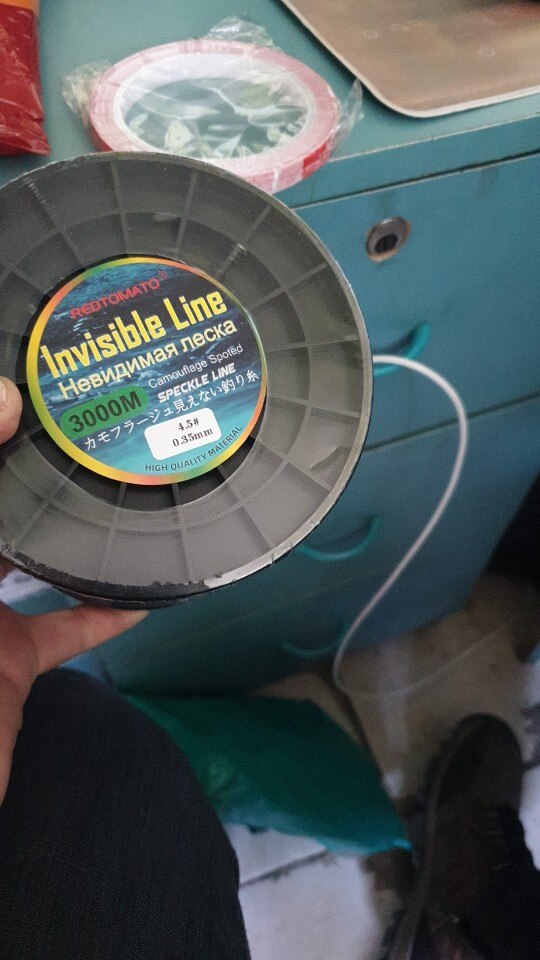 REDTOMATO®
Invisible Line
Невидимая леска
Camouflage Spoted
SPECKLE LINE
3000M
カモフラージュ見えない釣り糸
4.5#
0.35mm
HIGH QUALITY MATERIAL